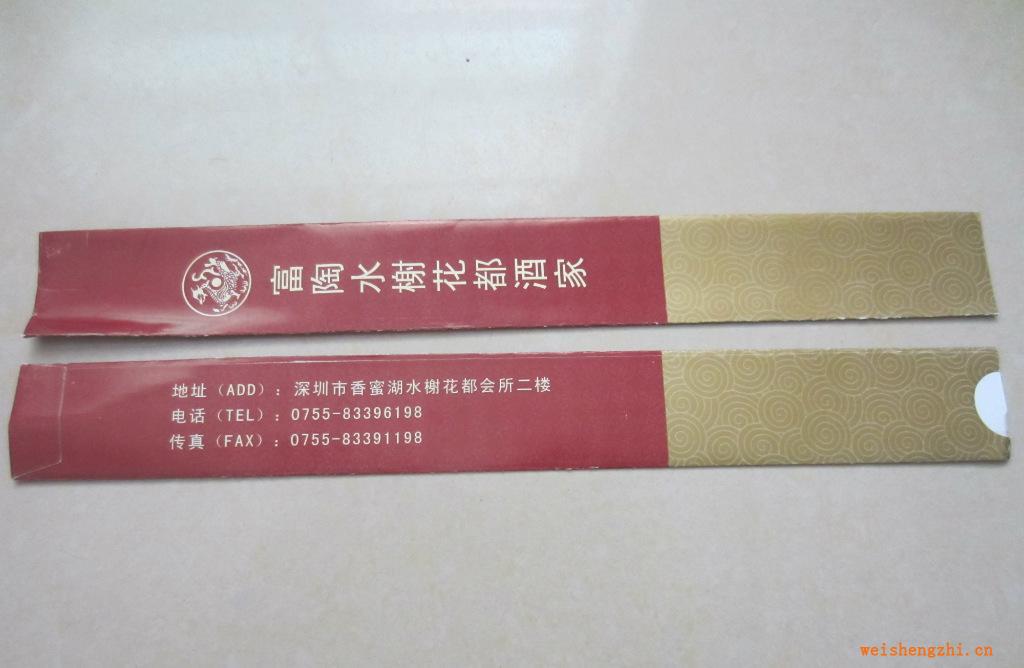 富陶水榭花都酒家
地址（ADD）：深圳市香蜜湖水榭花都会所二楼
电话（TEL）：0755-83396198
传真（FAX）：0755-83391198
weishengzhi.cn